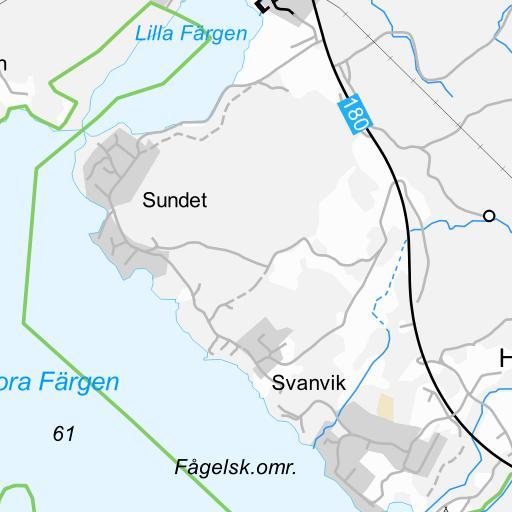 Lilla Färgen
180
Sundet
ora Färgen
Svanvik
61
Fågelsk.omr.